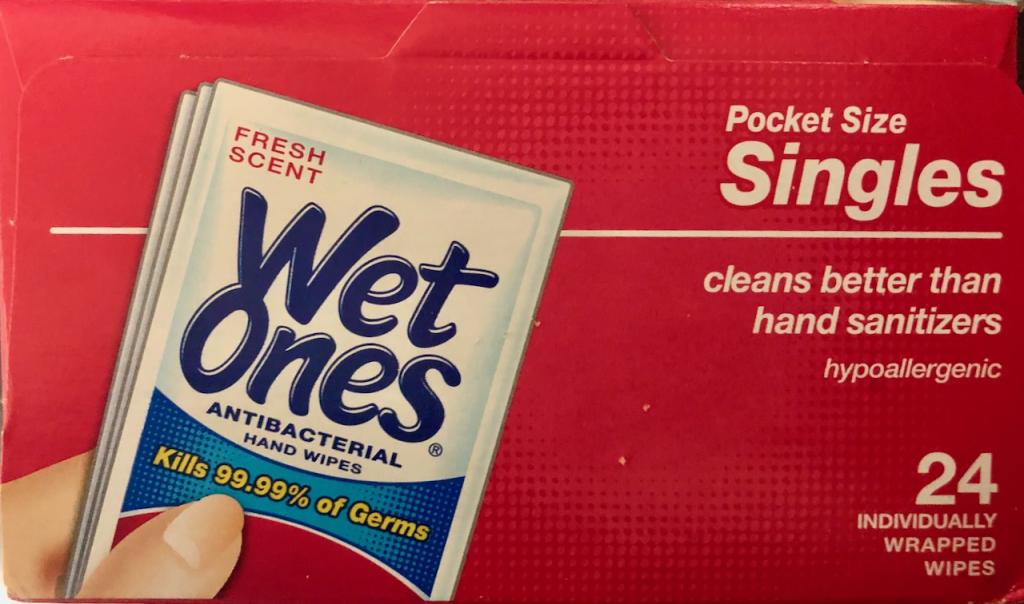 FRESH
SCENT
Wet
Ones®
ANTIBACTERIAL
HAND WIPES
Kills 99.99% of Germs
Pocket Size
Singles
cleans better than
hand sanitizers
hypoallergenic
24
INDIVIDUALLY
WRAPPED
WIPES